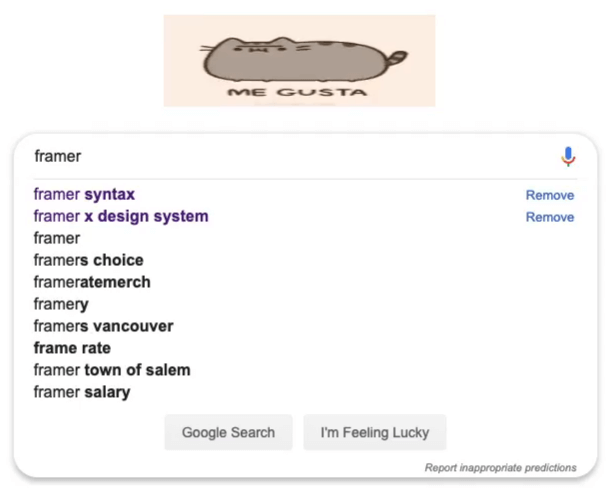 ME GUSTA
framer
framer syntax Remove
framer x design system Remove
framer
framers choice
frameratemerch
framery
framers vancouver
frame rate
framer town of salem
framer salary
Google Search I'm Feeling Lucky
Report inappropriate predictions